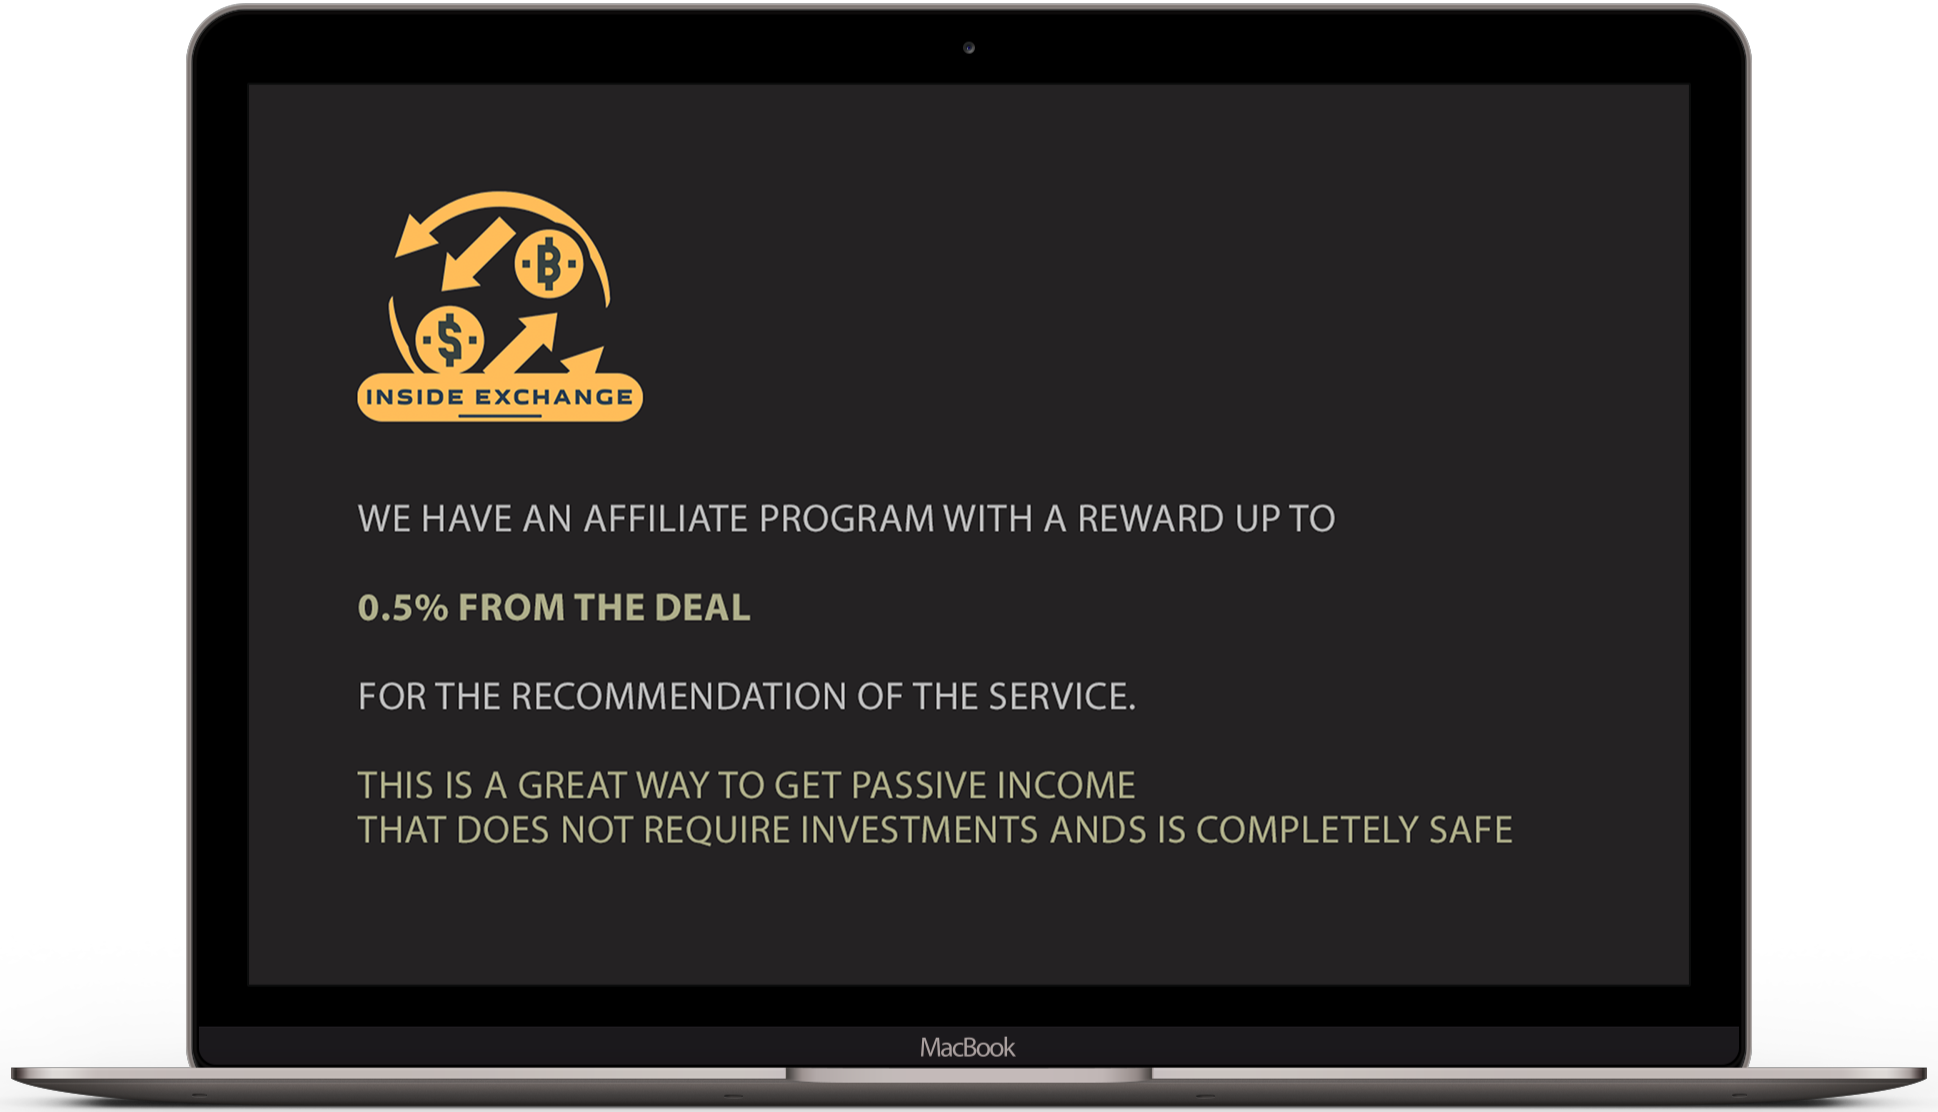 INSIDE EXCHANGE
WE HAVE AN AFFILIATE PROGRAM WITH A REWARD UP TO
0.5% FROM THE DEAL
FOR THE RECOMMENDATION OF THE SERVICE.
THIS IS A GREAT WAY TO GET PASSIVE INCOME
THAT DOES NOT REQUIRE INVESTMENTS ANDS IS COMPLETELY SAFE
MacBook